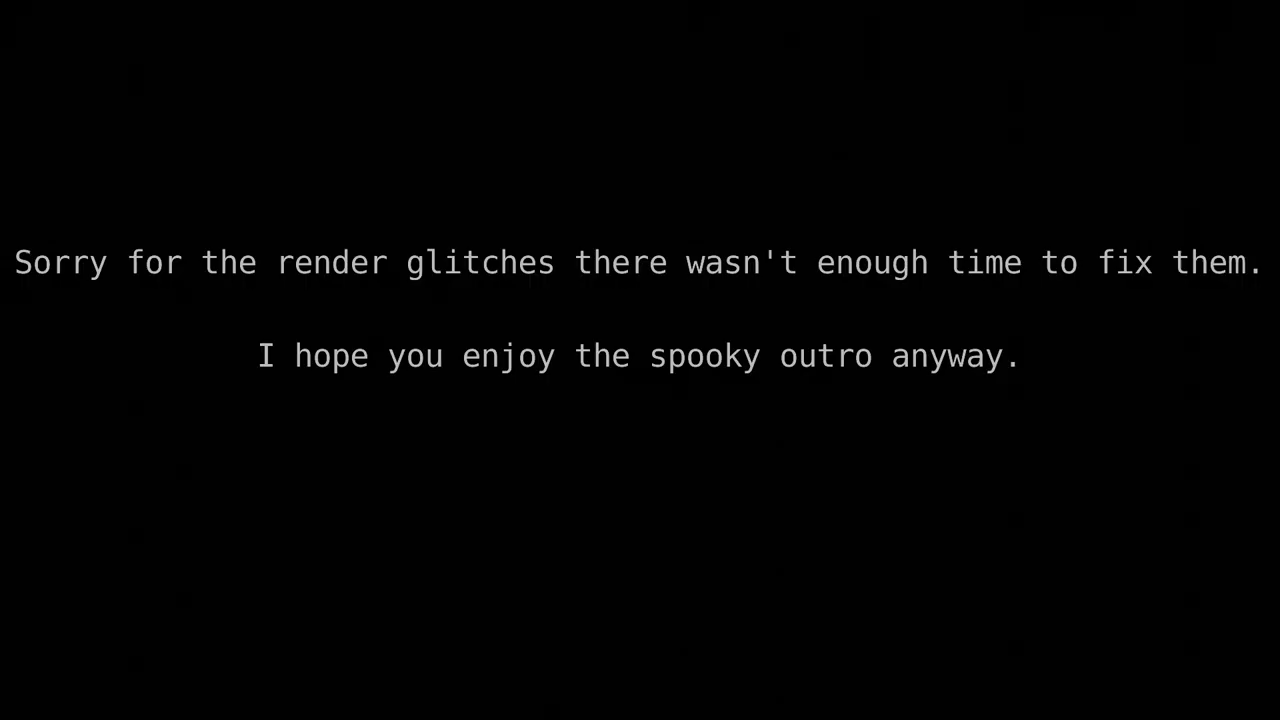 Sorry for the render glitches there wasn't enough time to fix them.
I hope you enjoy the spooky outro anyway.